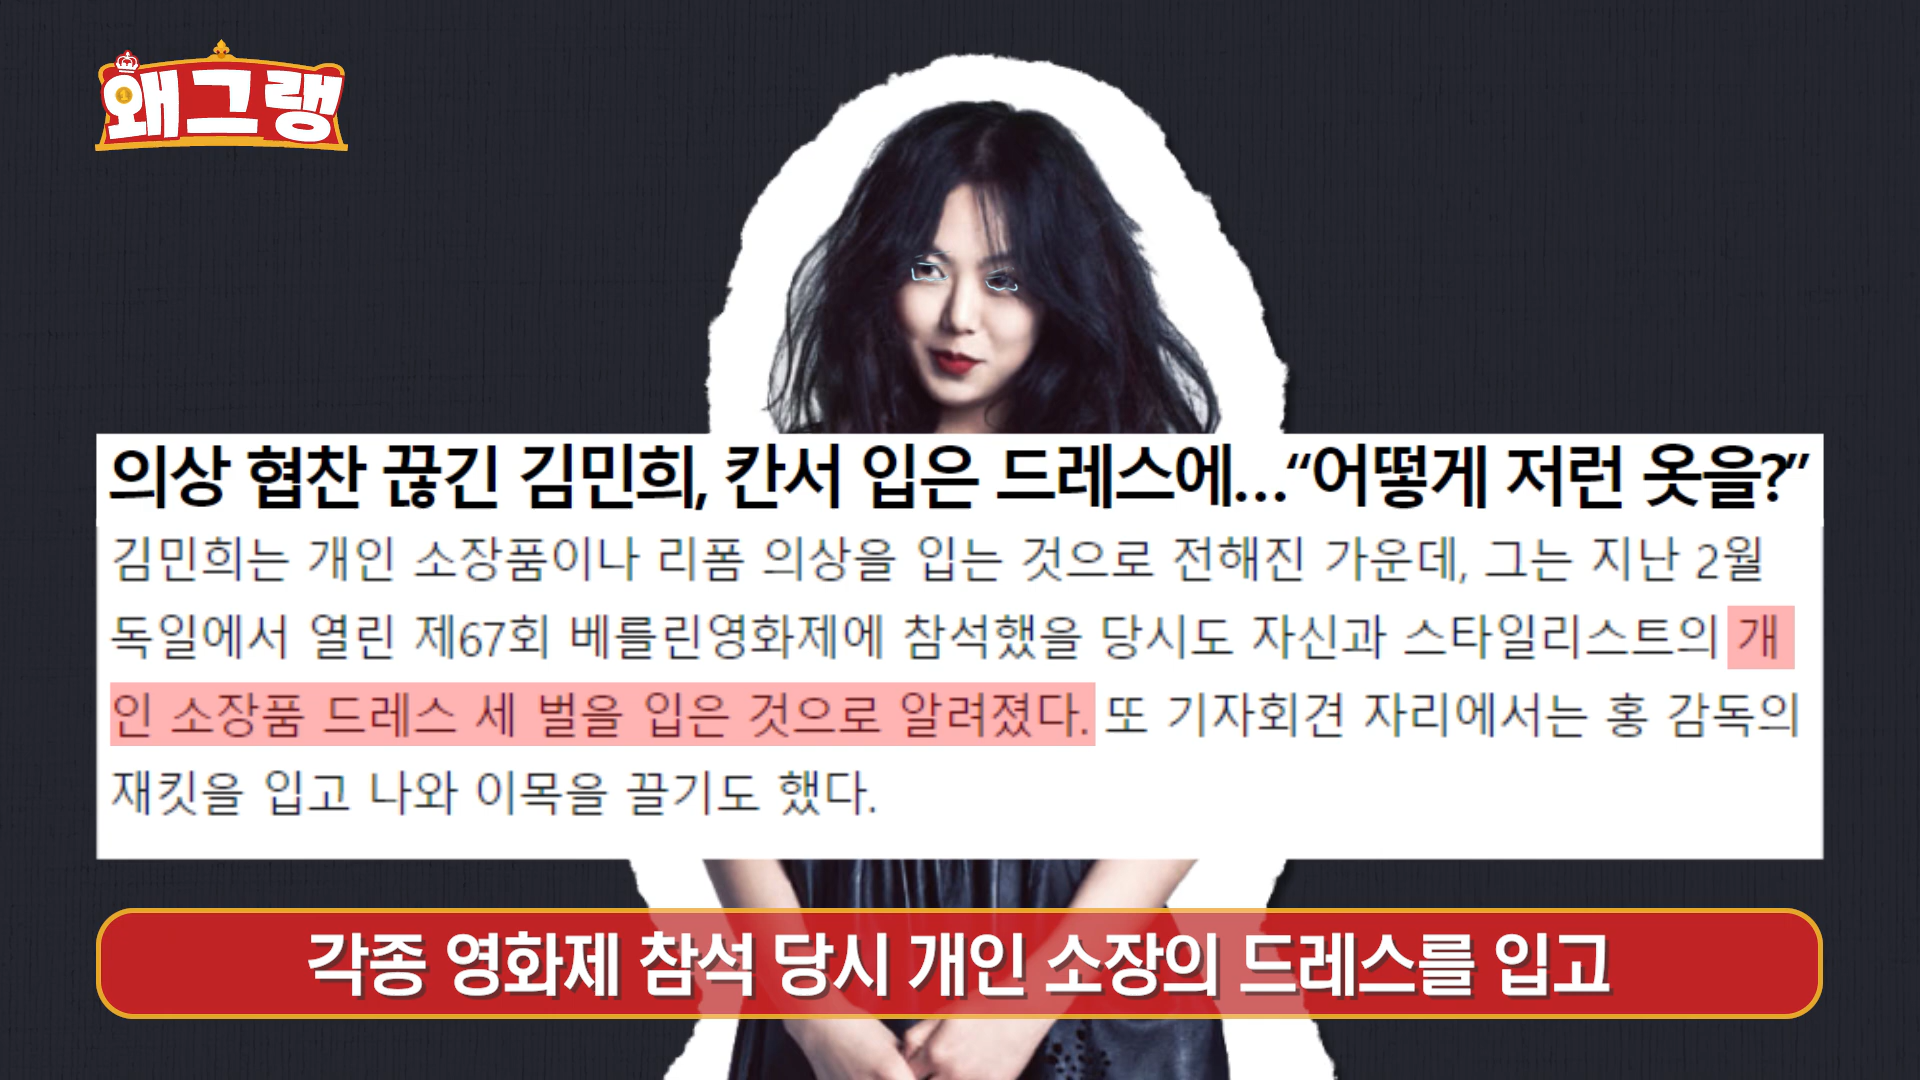 왜그랭
의상 협찬 끊긴 김민희, 칸서 입은 드레스에…“어떻게 저런 옷을?”
김민희는 개인 소장품이나 리폼 의상을 입는 것으로 전해진 가운데, 그는 지난 2월
독일에서 열린 제67회 베를린영화제에 참석했을 당시도 자신과 스타일리스트의 개
인 소장품 드레스 세 벌을 입은 것으로 알려졌다. 또 기자회견 자리에서는 홍 감독의
재킷을 입고 나와 이목을 끌기도 했다.
각종 영화제 참석 당시 개인 소장의 드레스를 입고